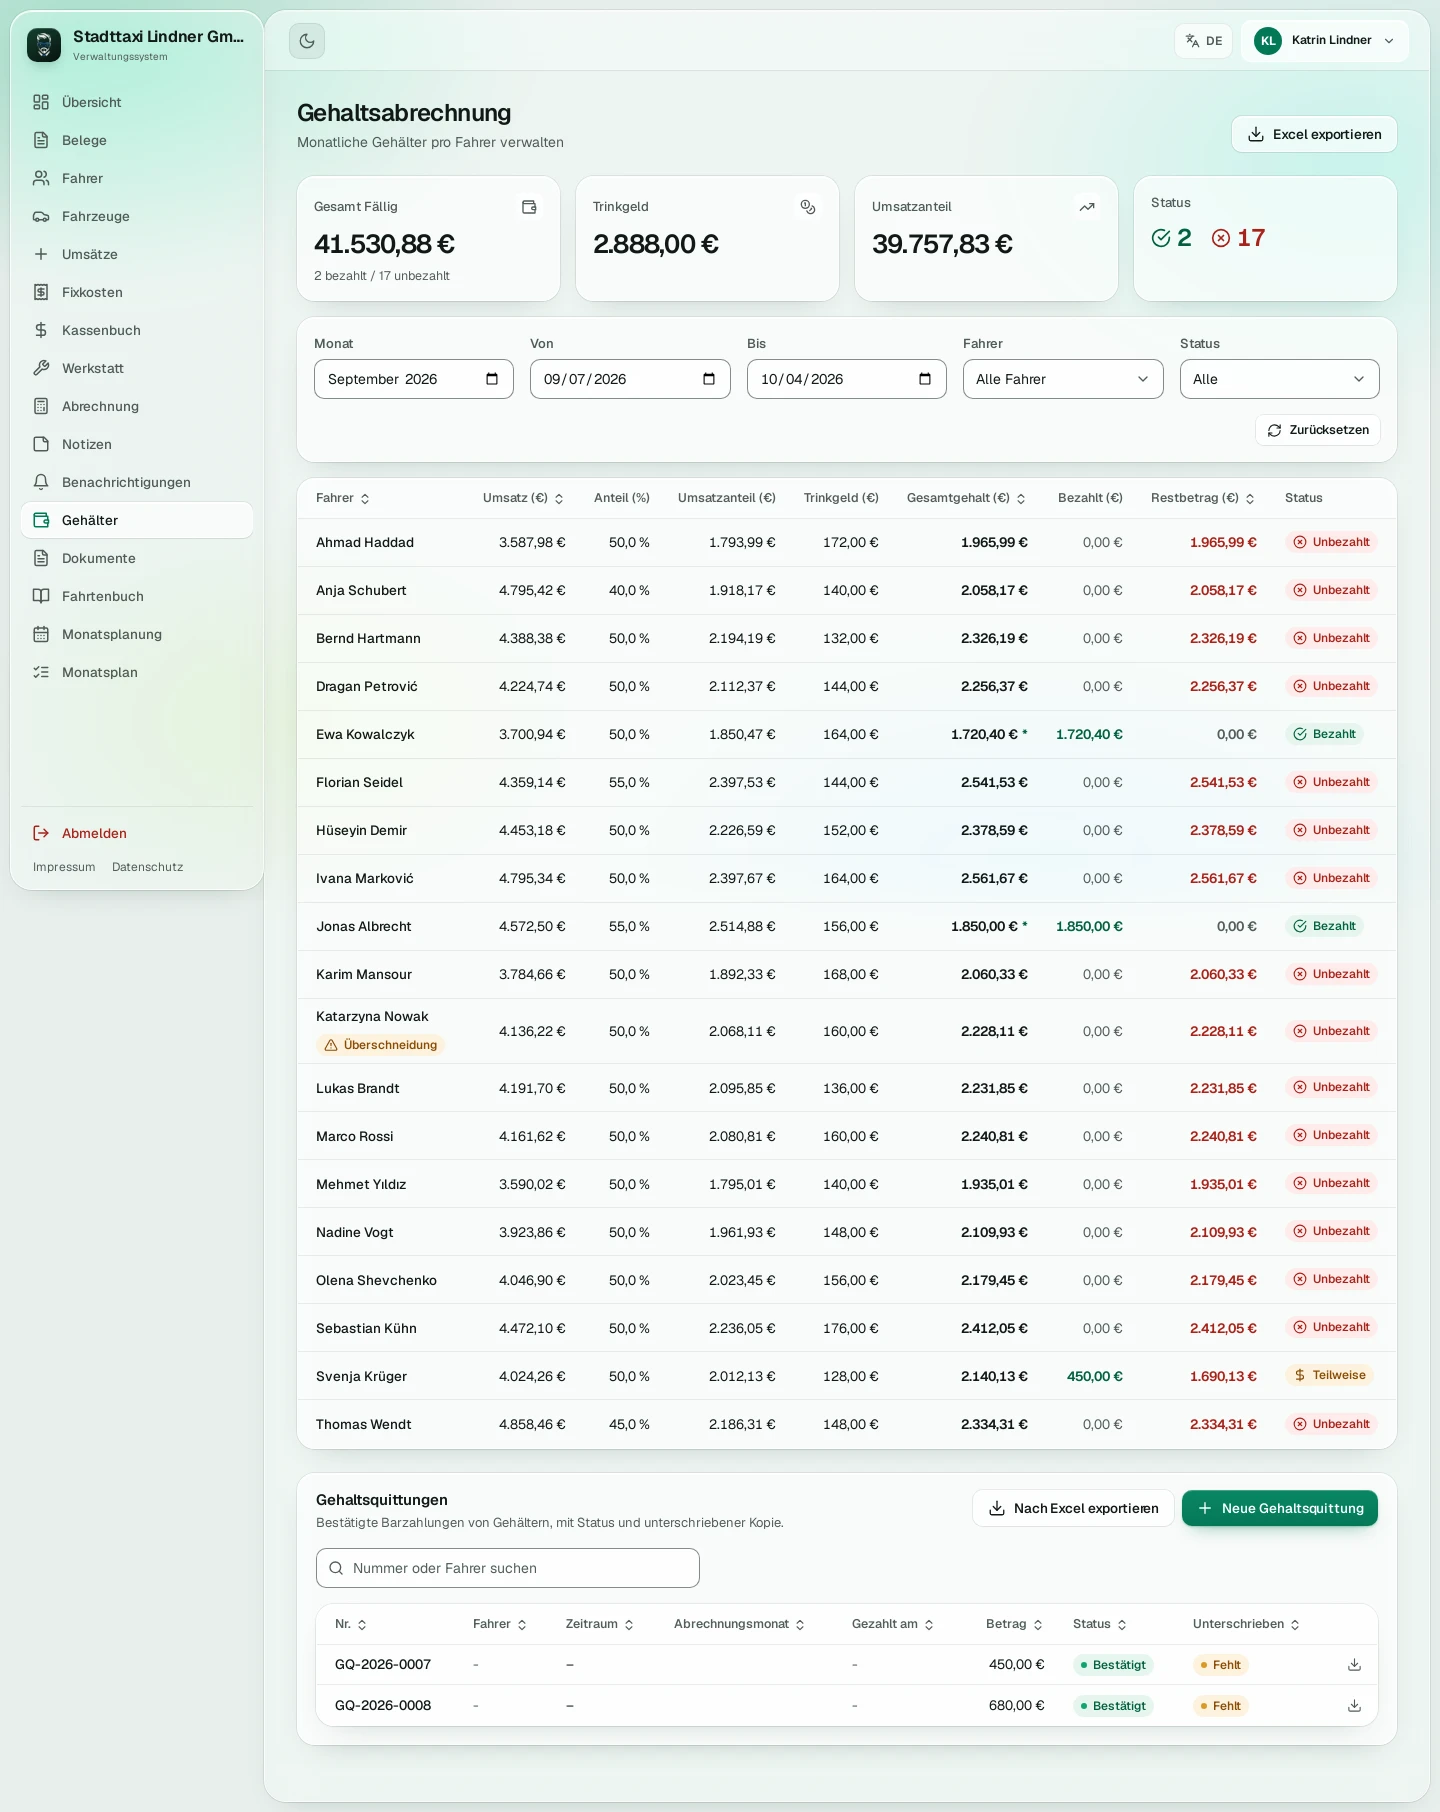 Stadttaxi Lindner Gm...
Verwaltungssystem
Übersicht
Belege
Fahrer
Fahrzeuge
Umsätze
Fixkosten
Kassenbuch
Werkstatt
Abrechnung
Notizen
Benachrichtigungen
Gehälter
Dokumente
Fahrtenbuch
Monatsplanung
Monatsplan
Abmelden
Impressum Datenschutz
DE
KL Katrin Lindner
Gehaltsabrechnung
Monatliche Gehälter pro Fahrer verwalten
Excel exportieren
Gesamt Fällig
41.530,88 €
2 bezahlt / 17 unbezahlt
Trinkgeld
2.888,00 €
Umsatzanteil
39.757,83 €
Status
2 17
Monat Von Bis Fahrer Status
September 2026 09/07/2026 10/04/2026 Alle Fahrer Alle
Zurücksetzen
Fahrer Umsatz (€) Anteil (%) Umsatzanteil (€) Trinkgeld (€) Gesamtgehalt (€) Bezahlt (€) Restbetrag (€) Status
Ahmad Haddad 3.587,98 € 50,0 % 1.793,99 € 172,00 € 1.965,99 € 0,00 € 1.965,99 € Unbezahlt
Anja Schubert 4.795,42 € 40,0 % 1.918,17 € 140,00 € 2.058,17 € 0,00 € 2.058,17 € Unbezahlt
Bernd Hartmann 4.388,38 € 50,0 % 2.194,19 € 132,00 € 2.326,19 € 0,00 € 2.326,19 € Unbezahlt
Dragan Petrović 4.224,74 € 50,0 % 2.112,37 € 144,00 € 2.256,37 € 0,00 € 2.256,37 € Unbezahlt
Ewa Kowalczyk 3.700,94 € 50,0 % 1.850,47 € 164,00 € 1.720,40 € * 1.720,40 € 0,00 € Bezahlt
Florian Seidel 4.359,14 € 55,0 % 2.397,53 € 144,00 € 2.541,53 € 0,00 € 2.541,53 € Unbezahlt
Hüseyin Demir 4.453,18 € 50,0 % 2.226,59 € 152,00 € 2.378,59 € 0,00 € 2.378,59 € Unbezahlt
Ivana Marković 4.795,34 € 50,0 % 2.397,67 € 164,00 € 2.561,67 € 0,00 € 2.561,67 € Unbezahlt
Jonas Albrecht 4.572,50 € 55,0 % 2.514,88 € 156,00 € 1.850,00 € * 1.850,00 € 0,00 € Bezahlt
Karim Mansour 3.784,66 € 50,0 % 1.892,33 € 168,00 € 2.060,33 € 0,00 € 2.060,33 € Unbezahlt
Katarzyna Nowak 4.136,22 € 50,0 % 2.068,11 € 160,00 € 2.228,11 € 0,00 € 2.228,11 € Unbezahlt
Überschneidung
Lukas Brandt 4.191,70 € 50,0 % 2.095,85 € 136,00 € 2.231,85 € 0,00 € 2.231,85 € Unbezahlt
Marco Rossi 4.161,62 € 50,0 % 2.080,81 € 160,00 € 2.240,81 € 0,00 € 2.240,81 € Unbezahlt
Mehmet Yıldız 3.590,02 € 50,0 % 1.795,01 € 140,00 € 1.935,01 € 0,00 € 1.935,01 € Unbezahlt
Nadine Vogt 3.923,86 € 50,0 % 1.961,93 € 148,00 € 2.109,93 € 0,00 € 2.109,93 € Unbezahlt
Olena Shevchenko 4.046,90 € 50,0 % 2.023,45 € 156,00 € 2.179,45 € 0,00 € 2.179,45 € Unbezahlt
Sebastian Kühn 4.472,10 € 50,0 % 2.236,05 € 176,00 € 2.412,05 € 0,00 € 2.412,05 € Unbezahlt
Svenja Krüger 4.024,26 € 50,0 % 2.012,13 € 128,00 € 2.140,13 € 450,00 € 1.690,13 € Teilweise
Thomas Wendt 4.858,46 € 45,0 % 2.186,31 € 148,00 € 2.334,31 € 0,00 € 2.334,31 € Unbezahlt
Gehaltsquittungen
Bestätigte Barzahlungen von Gehältern, mit Status und unterschriebener Kopie.
Nach Excel exportieren
Neue Gehaltsquittung
Nummer oder Fahrer suchen
Nr. Fahrer Zeitraum Abrechnungsmonat Gezahlt am Betrag Status Unterschrieben
GQ-2026-0007 - – - 450,00 € Bestätigt Fehlt
GQ-2026-0008 - – - 680,00 € Bestätigt Fehlt